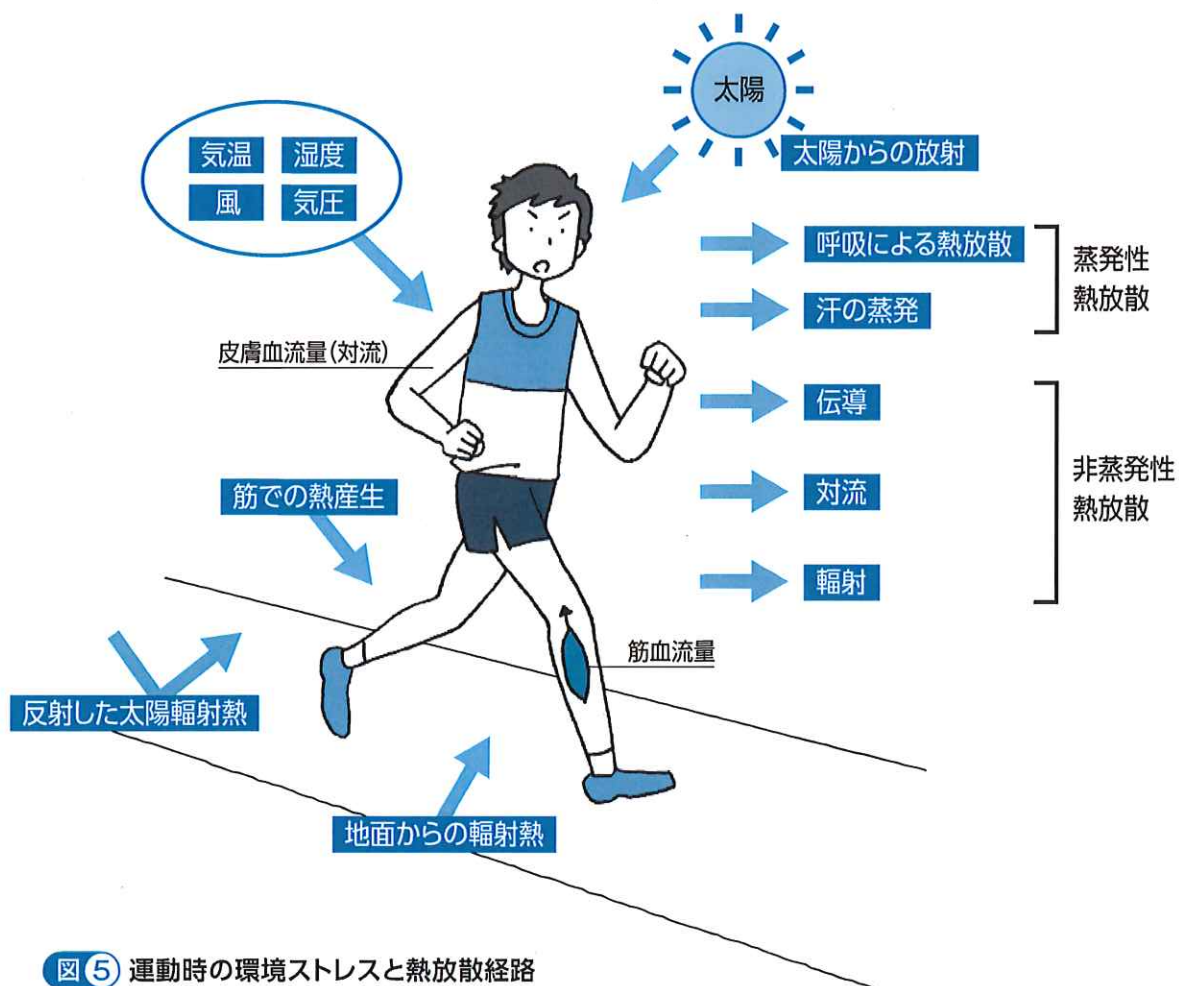 太陽
太陽からの放射
気温 湿度
風 気圧
呼吸による熱放散
汗の蒸発
蒸発性
熱放散
皮膚血流量(対流)
伝導
対流
輻射
非蒸発性
熱放散
筋での熱産生
筋血流量
反射した太陽輻射熱
地面からの輻射熱
図5 運動時の環境ストレスと熱放散経路